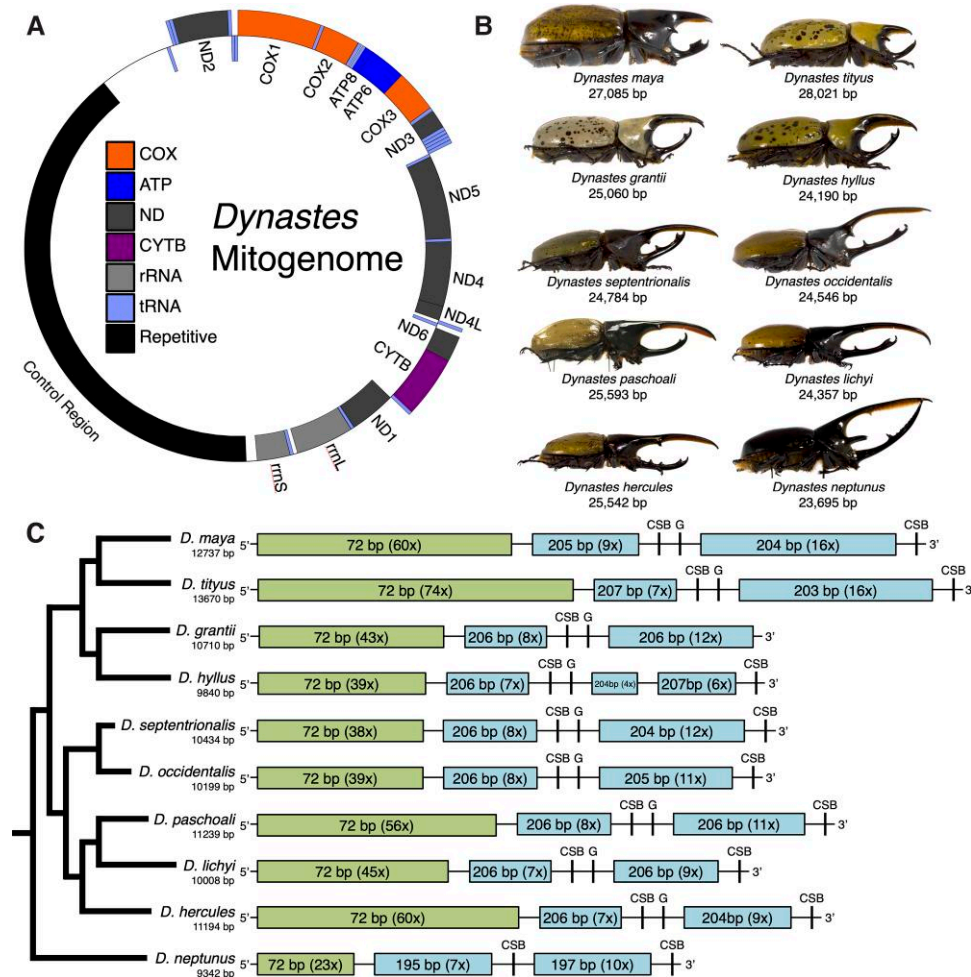 A
ND2
COX1
COX2
ATP8
ATP6
COX3
ND3
ND5
ND4
ND4L
ND6
CYTB
ND1
rrnL
rrnS
Control Region
COX
ATP
ND
CYTB
rRNA
tRNA
Repetitive
Dynastes
Mitogenome
B
Dynastes maya
27,085 bp
Dynastes tityus
28,021 bp
Dynastes grantii
25,060 bp
Dynastes hyllus
24,190 bp
Dynastes septentrionalis
24,784 bp
Dynastes occidentalis
24,546 bp
Dynastes paschoali
25,593 bp
Dynastes lichyi
24,357 bp
Dynastes hercules
25,542 bp
Dynastes neptunus
23,695 bp
C
CSB G CSB
D. maya 5' 72 bp (60x) 205 bp (9x) 204 bp (16x) 3'
12737 bp
CSB G CSB
D. tityus 5' 72 bp (74x) 207 bp (7x) 203 bp (16x) 3'
13670 bp
CSB G
D. grantii 5' 72 bp (43x) 206 bp (8x) 206 bp (12x) 3'
10710 bp
CSB G CSB
D. hyllus 5' 72 bp (39x) 206 bp (7x) 204bp (4x) 207bp (6x) 3'
9840 bp
CSB G CSB
D. septentrionalis 5' 72 bp (38x) 206 bp (8x) 204 bp (12x) 3'
10434 bp
CSB G CSB
D. occidentalis 5' 72 bp (39x) 206 bp (8x) 205 bp (11x) 3'
10199 bp
CSB G CSB
D. paschoali 5' 72 bp (56x) 206 bp (8x) 206 bp (11x) 3'
11239 bp
CSB G CSB
D. lichyi 5' 72 bp (45x) 206 bp (7x) 206 bp (9x) 3'
10008 bp
CSB G CSB
D. hercules 5' 72 bp (60x) 206 bp (7x) 204bp (9x) 3'
11194 bp
CSB CSB
D. neptunus 5' 72 bp (23x) 195 bp (7x) 197 bp (10x) 3'
9342 bp